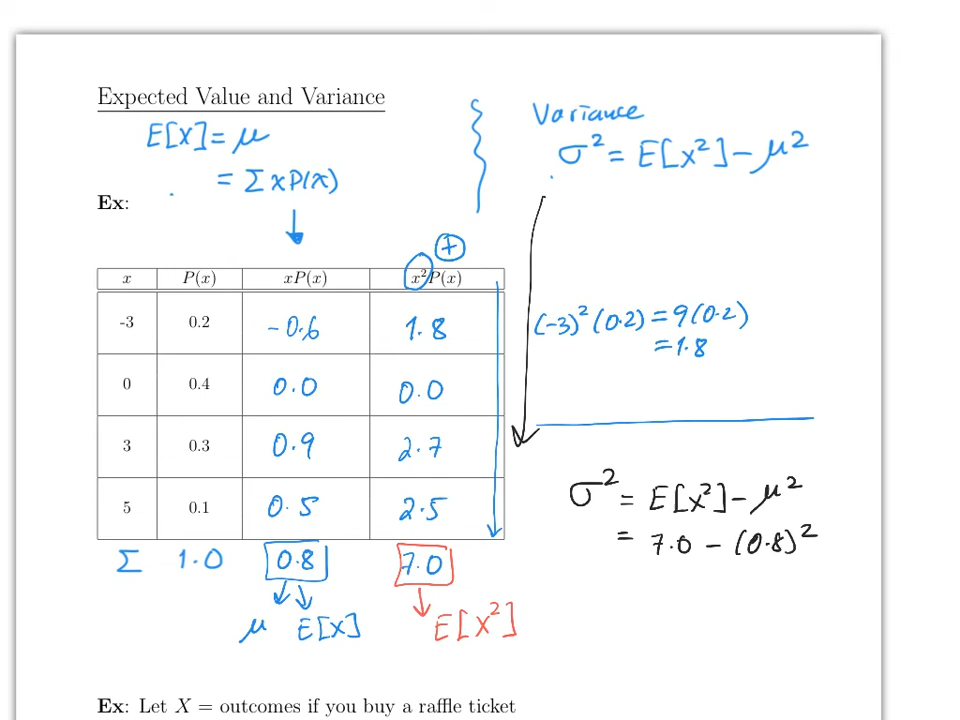 Expected Value and Variance
E[X] = μ
= Σ xP(x)
Variance
σ² = E[X²] - μ²
Ex:
+
x P(x) xP(x) x²P(x)
-3 0.2 -0.6 1.8
(-3)² (0.2) = 9(0.2)
= 1.8
0 0.4 0.0 0.0
3 0.3 0.9 2.7
5 0.1 0.5 2.5
Σ 1.0 0.8 7.0
μ E[X] E[X²]
σ² = E[X²] - μ²
= 7.0 - (0.8)²
Ex: Let X = outcomes if you buy a raffle ticket